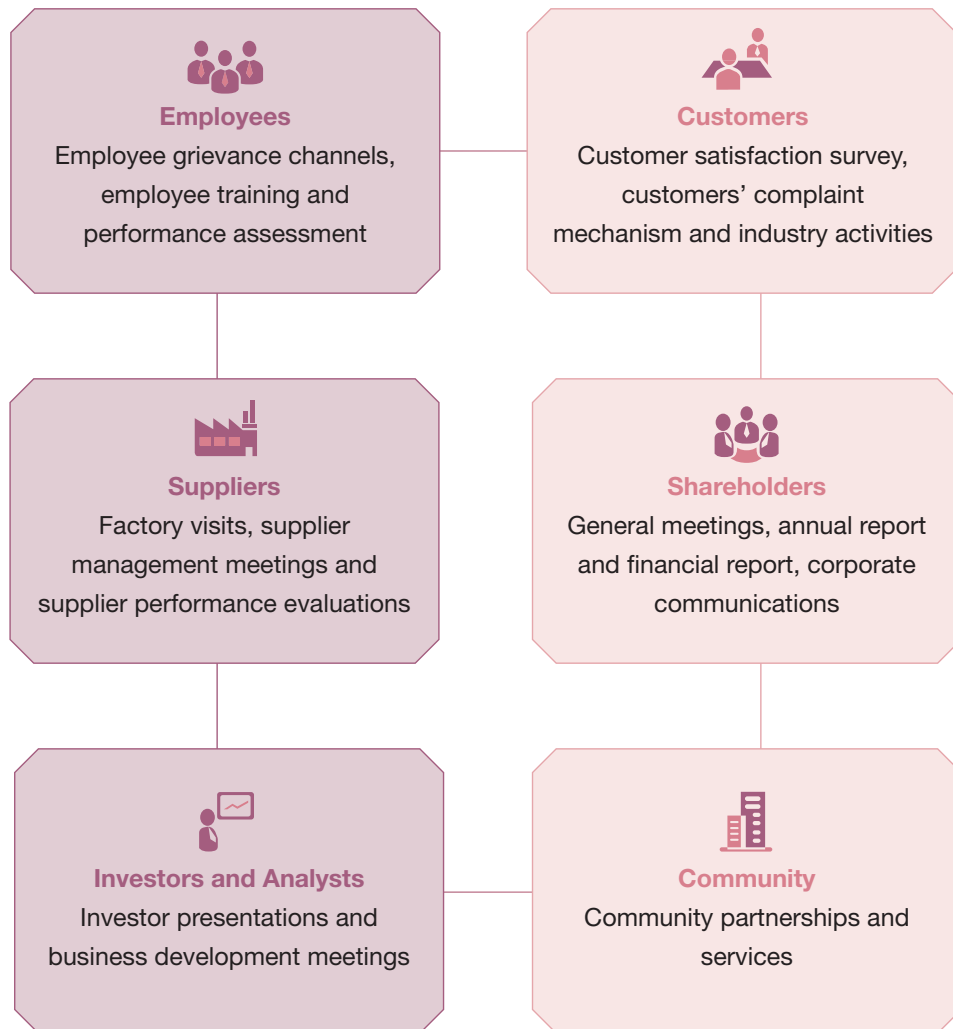 Employees
Employee grievance channels,
employee training and
performance assessment
Customers
Customer satisfaction survey,
customers’ complaint
mechanism and industry activities
Suppliers
Factory visits, supplier
management meetings and
supplier performance evaluations
Shareholders
General meetings, annual report
and financial report, corporate
communications
Investors and Analysts
Investor presentations and
business development meetings
Community
Community partnerships and
services